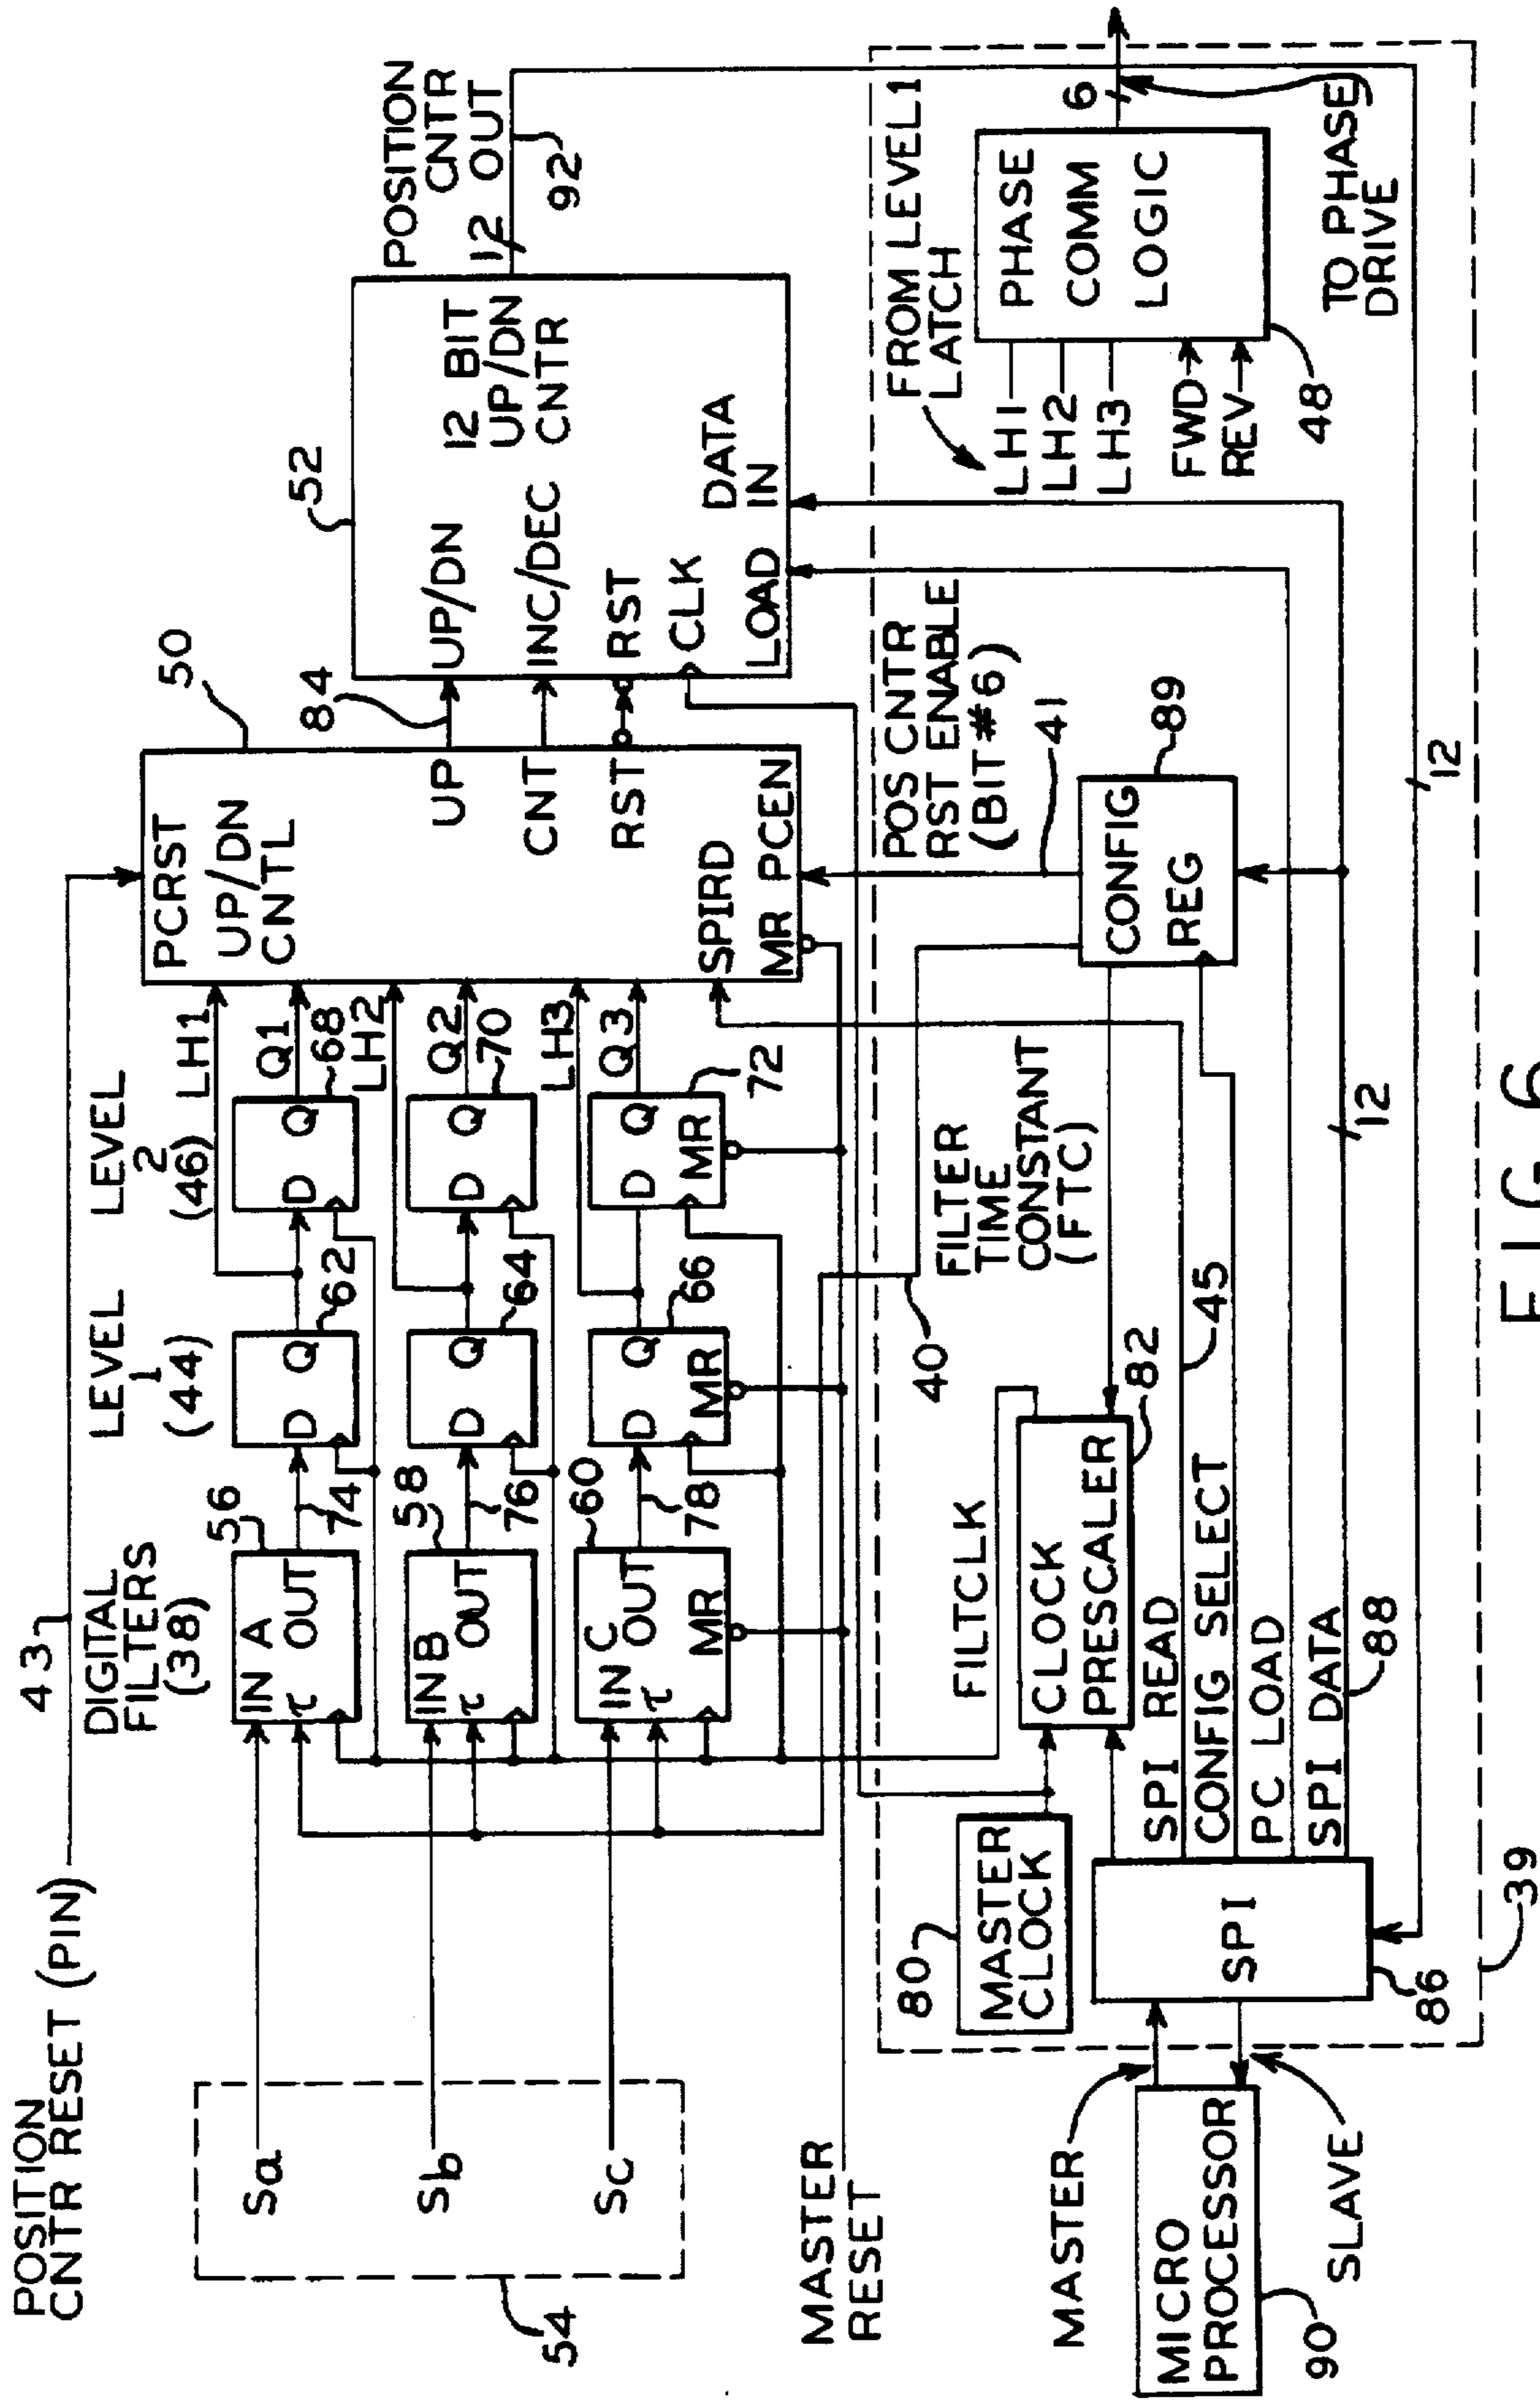 POSITION
CNTR RESET (PIN)
43
Sa
Sb
Sc
54
MASTER
RESET
DIGITAL
FILTERS
(38)
IN A
OUT
τ
56
74
IN B
OUT
τ
58
76
IN C
OUT
τ
MR
60
78
LEVEL
1
(44)
D Q
62
D Q
64
D Q
MR
66
LEVEL
2
(46)
D Q
68
D Q
70
D Q
MR
72
LH1
Q1
LH2
Q2
LH3
Q3
PCRST
UP/DN
CNTL
UP
CNT
RST
SPIRD
MR PCEN
50
84
52
12 BIT
UP/DN
CNTR
UP/DN
INC/DEC
RST
CLK
LOAD
DATA
IN
POSITION
CNTR
12 OUT
92
FILTER
TIME
CONSTANT
(FTC)
40
POS CNTR
RST ENABLE
(BIT #6)
41
CONFIG
REG
89
FROM LEVEL1
LATCH
LH1
LH2
LH3
FWD
REV
PHASE
COMM
LOGIC
48
6
TO PHASE
DRIVE
FILTCLK
80
MASTER
CLOCK
CLOCK
PRESCALER
82
SPI READ
45
CONFIG SELECT
PC LOAD
SPI DATA
88
12
12
SPI
86
39
MASTER
MICRO
PROCESSOR
90
SLAVE
FIG 6